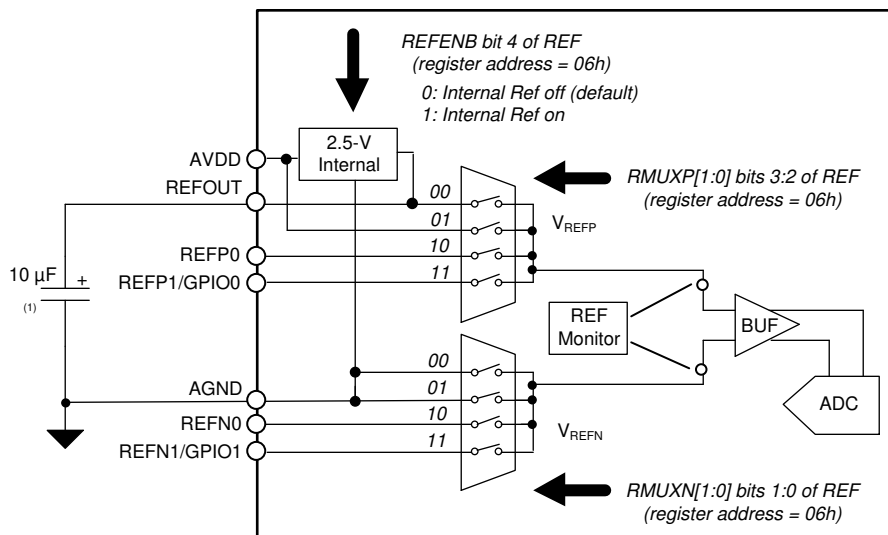 REFENB bit 4 of REF
(register address = 06h)
0: Internal Ref off (default)
1: Internal Ref on
2.5-V
Internal
AVDD
REFOUT
00
RMUXP[1:0] bits 3:2 of REF
(register address = 06h)
01
VREFP
REFP0
10
10 µF
+
REFP1/GPIO0
11
(1)
REF
Monitor
BUF
00
AGND
01
ADC
REFN0
10
VREFN
REFN1/GPIO1
11
RMUXN[1:0] bits 1:0 of REF
(register address = 06h)